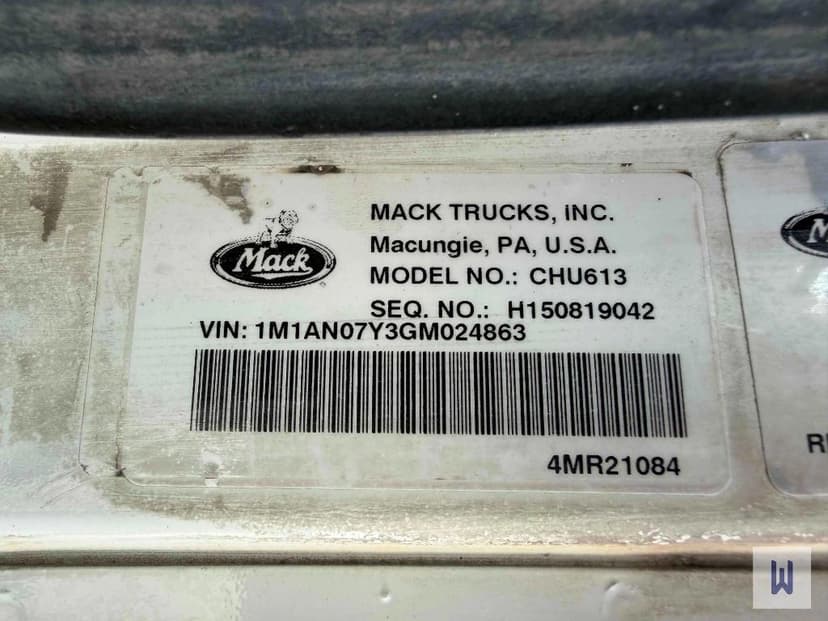 Mack
MACK TRUCKS, INC.
Macungie, PA, U.S.A.
MODEL NO.: CHU613
SEQ. NO.: H150819042
VIN: 1M1AN07Y3GM024863
4MR21084
W